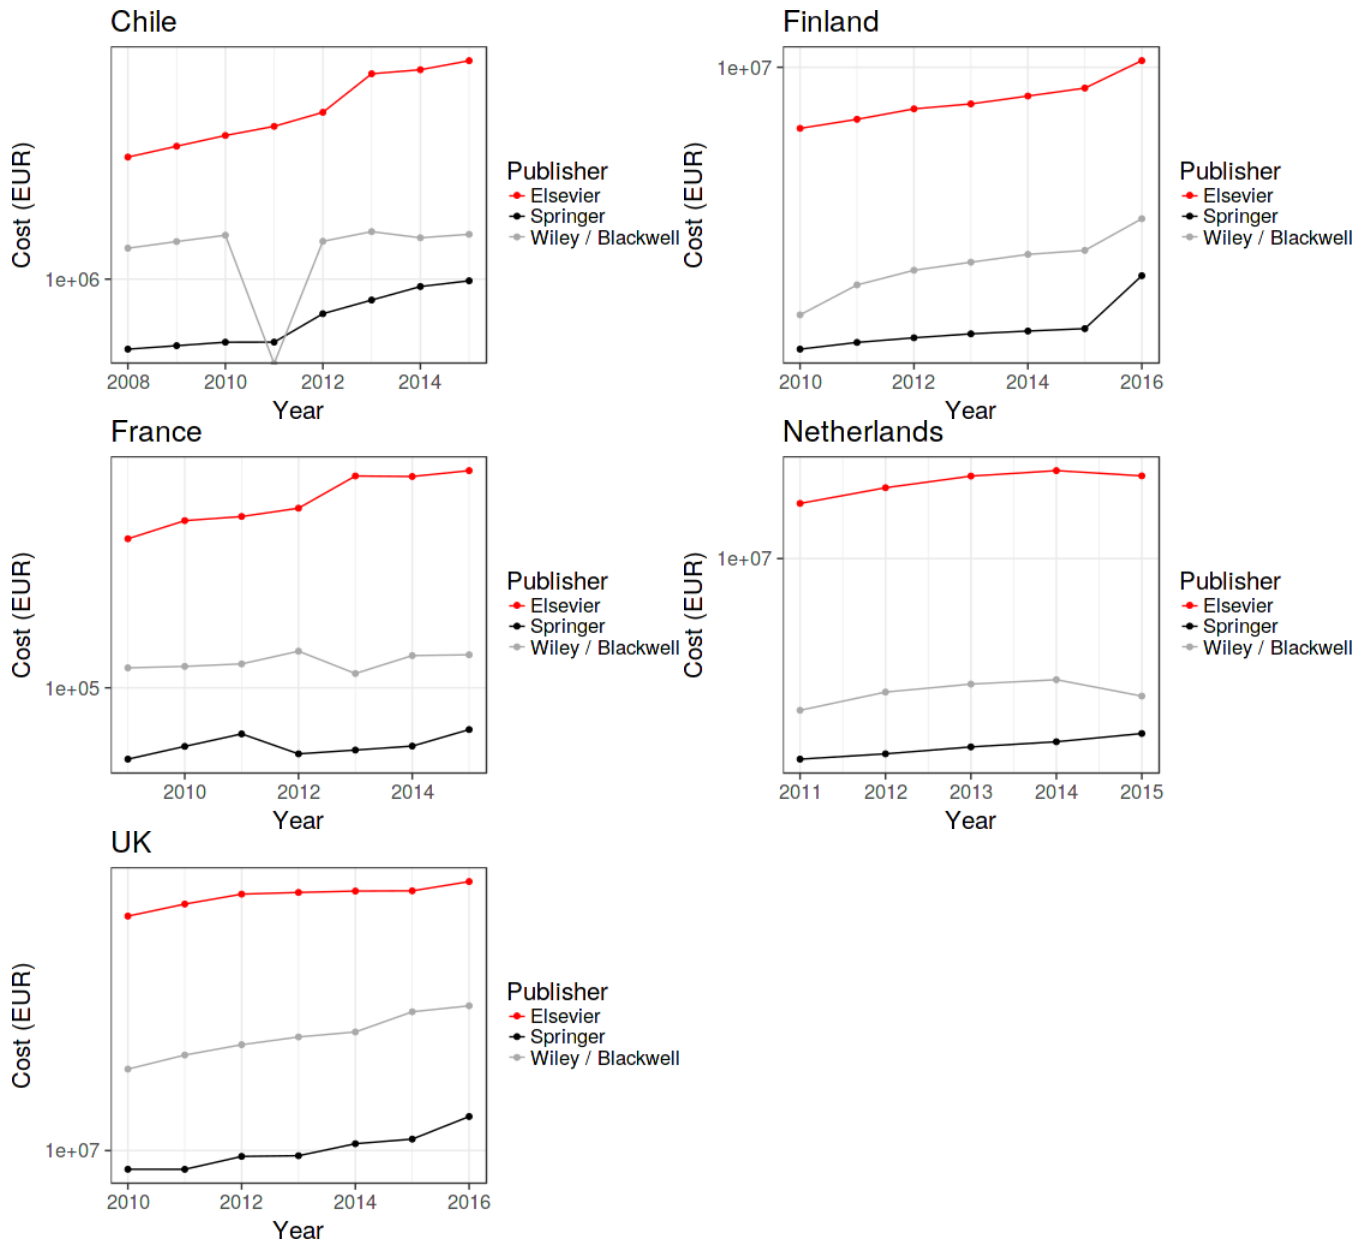 Chile
Cost (EUR)
1e+06
2008 2010 2012 2014
Year
Publisher
Elsevier
Springer
Wiley / Blackwell
Finland
Cost (EUR)
1e+07
2010 2012 2014 2016
Year
Publisher
Elsevier
Springer
Wiley / Blackwell
France
Cost (EUR)
1e+05
2010 2012 2014
Year
Publisher
Elsevier
Springer
Wiley / Blackwell
Netherlands
Cost (EUR)
1e+07
2011 2012 2013 2014 2015
Year
Publisher
Elsevier
Springer
Wiley / Blackwell
UK
Cost (EUR)
1e+07
2010 2012 2014 2016
Year
Publisher
Elsevier
Springer
Wiley / Blackwell